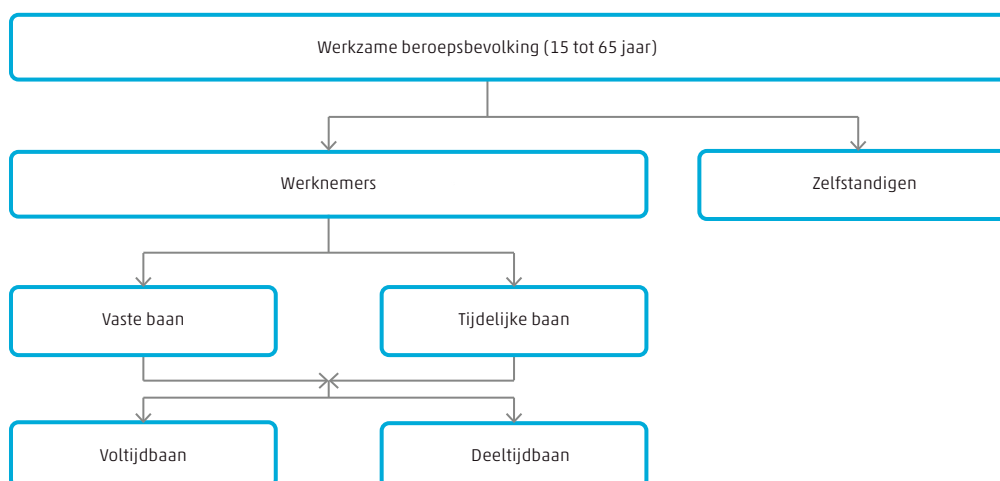 Werkzame beroepsbevolking (15 tot 65 jaar)
Werknemers
Zelfstandigen
Vaste baan
Tijdelijke baan
Voltijdbaan
Deeltijdbaan